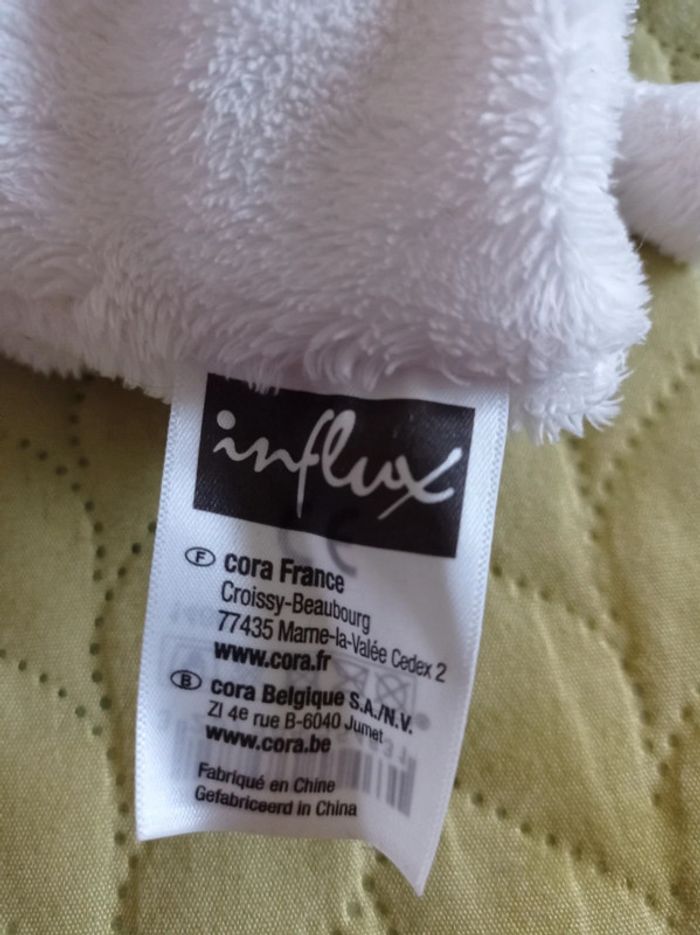 influx
F cora France
Croissy-Beaubourg
77435 Marne-la-Vallée Cedex 2
www.cora.fr
B cora Belgique S.A./N.V.
ZI 4e rue B-6040 Jumet
www.cora.be
Fabriqué en Chine
Gefabriceerd in China